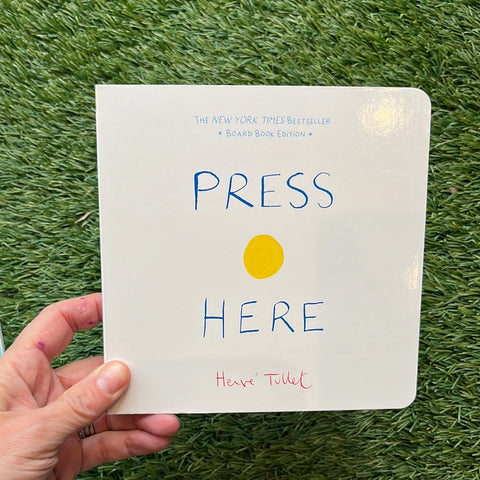 THE NEW YORK TIMES BESTSELLER
• BOARD BOOK EDITION •
PRESS
HERE
Hervé Tullet